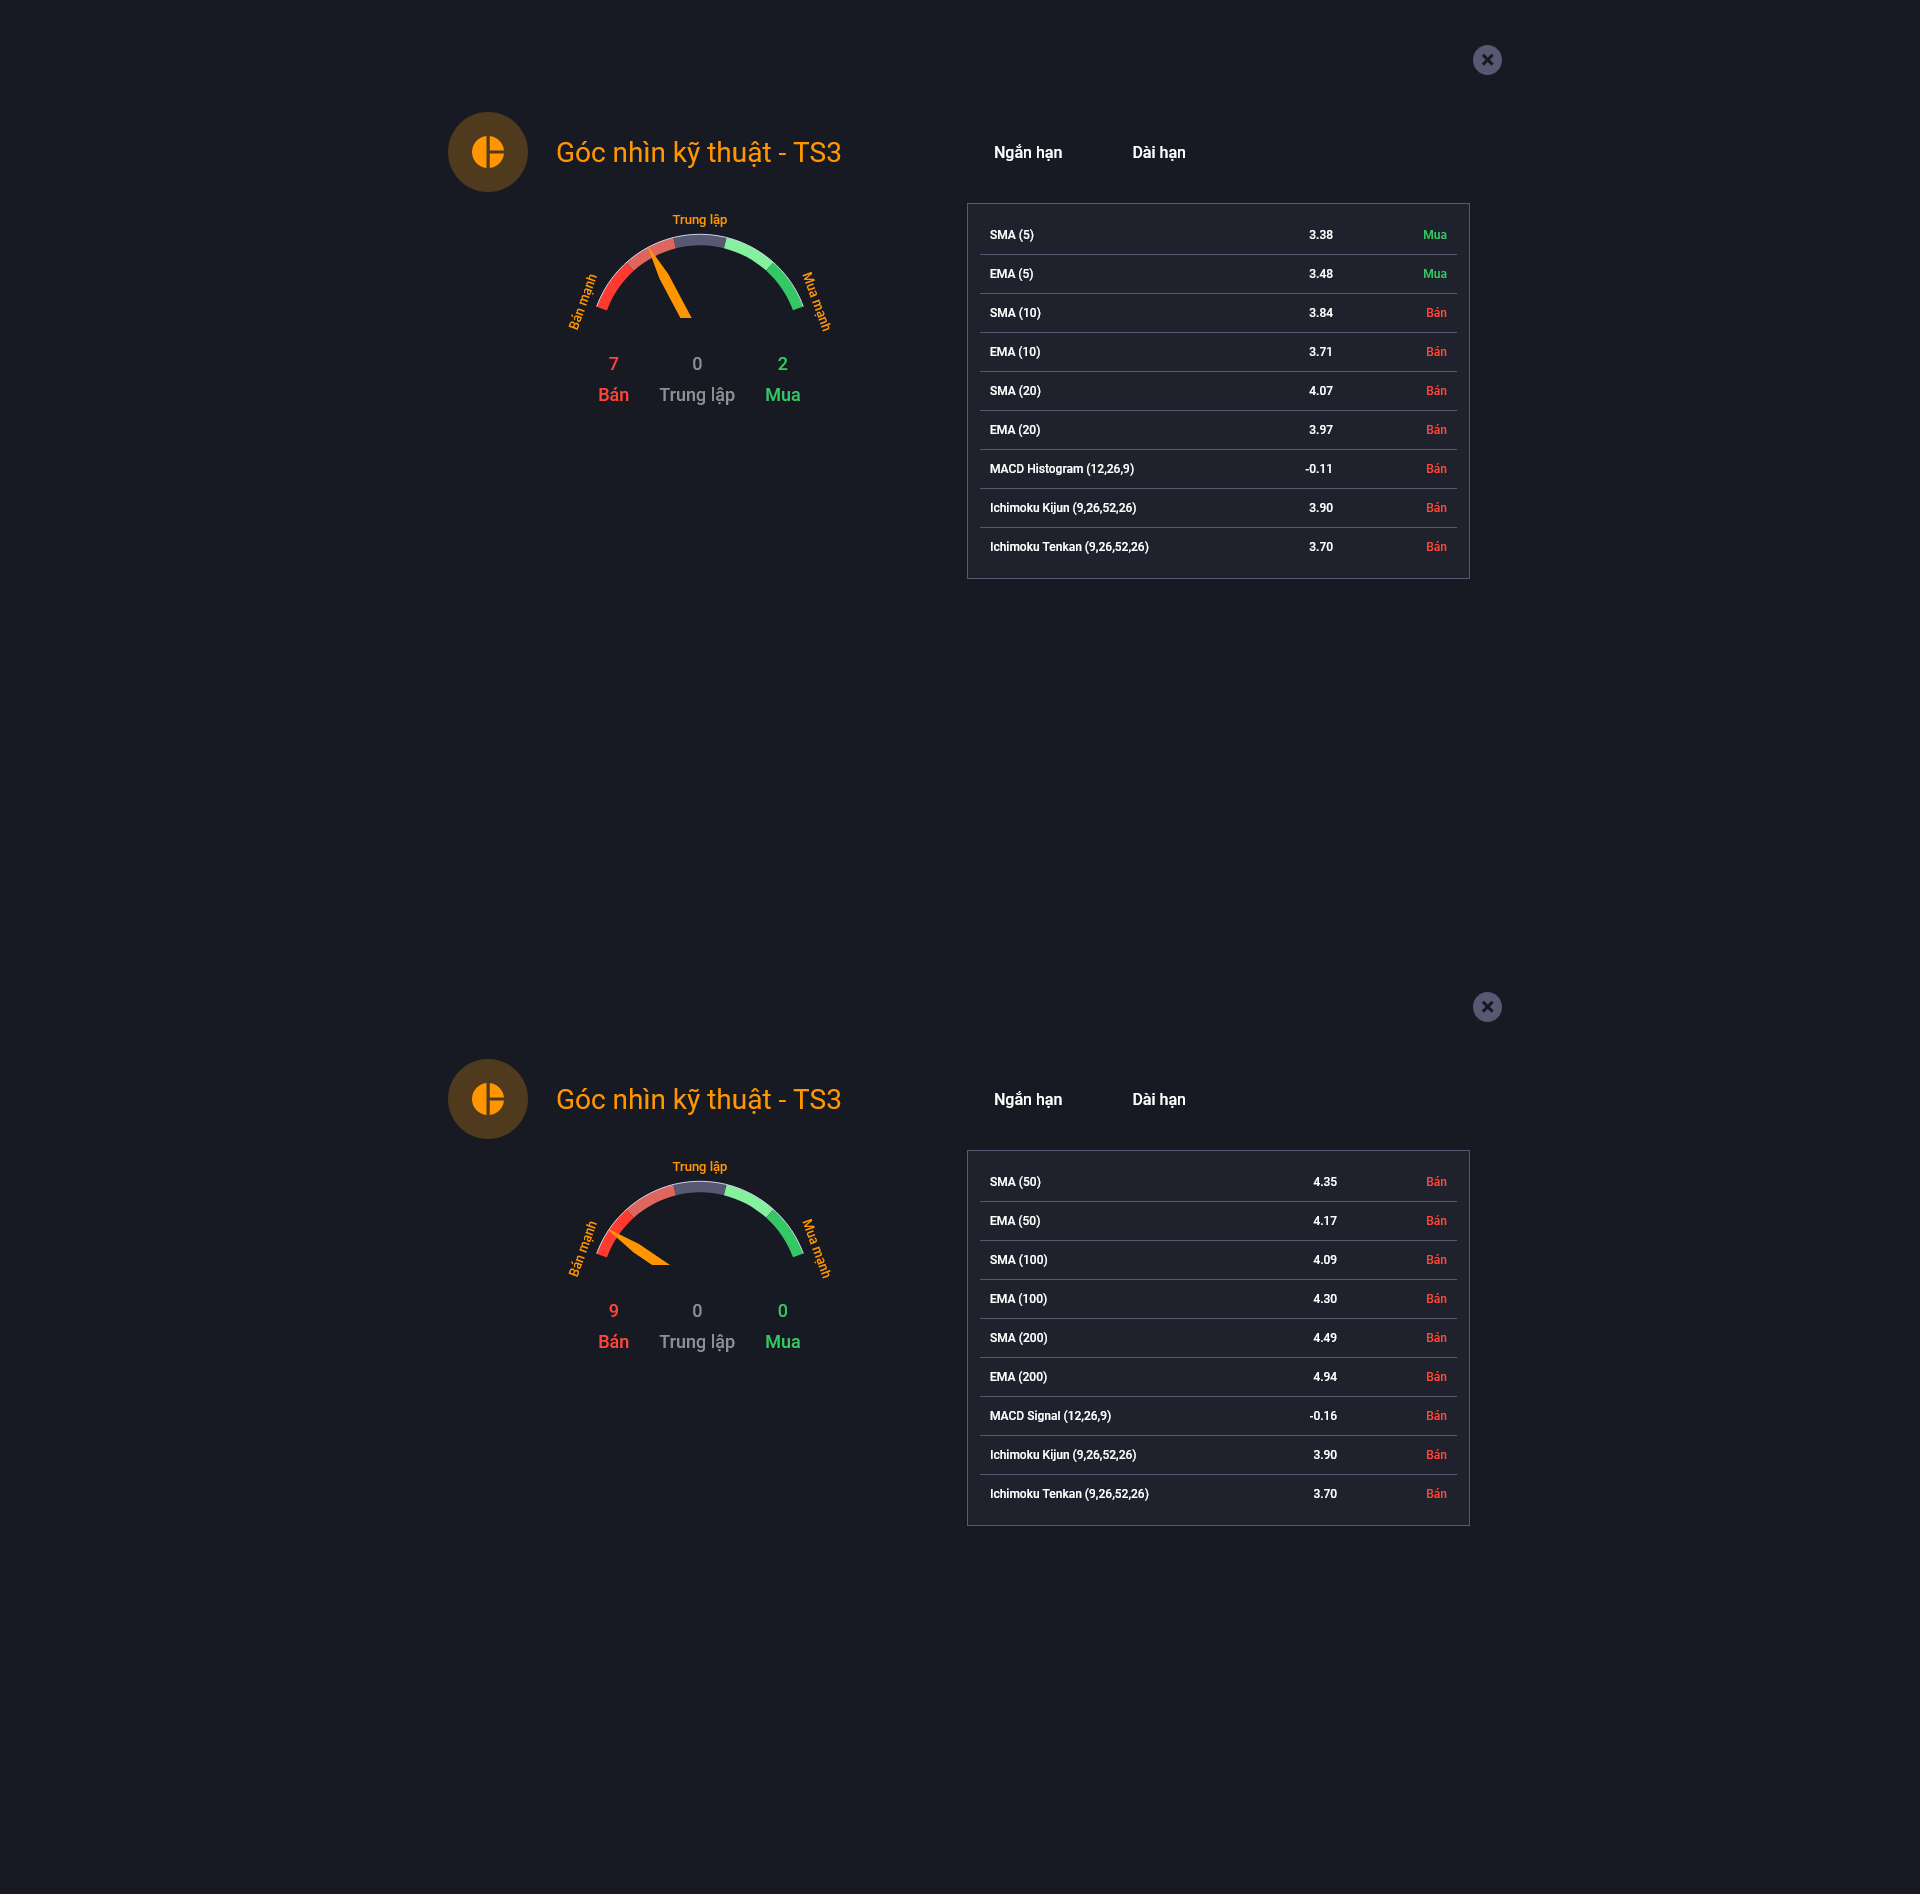 Góc nhìn kỹ thuật - TS3
Ngắn hạn Dài hạn
Trung lập
Bán mạnh
Mua mạnh
7 0 2
Bán Trung lập Mua
SMA (5) 3.38 Mua
EMA (5) 3.48 Mua
SMA (10) 3.84 Bán
EMA (10) 3.71 Bán
SMA (20) 4.07 Bán
EMA (20) 3.97 Bán
MACD Histogram (12,26,9) -0.11 Bán
Ichimoku Kijun (9,26,52,26) 3.90 Bán
Ichimoku Tenkan (9,26,52,26) 3.70 Bán
Góc nhìn kỹ thuật - TS3
Ngắn hạn Dài hạn
Trung lập
Bán mạnh
Mua mạnh
9 0 0
Bán Trung lập Mua
SMA (50) 4.35 Bán
EMA (50) 4.17 Bán
SMA (100) 4.09 Bán
EMA (100) 4.30 Bán
SMA (200) 4.49 Bán
EMA (200) 4.94 Bán
MACD Signal (12,26,9) -0.16 Bán
Ichimoku Kijun (9,26,52,26) 3.90 Bán
Ichimoku Tenkan (9,26,52,26) 3.70 Bán